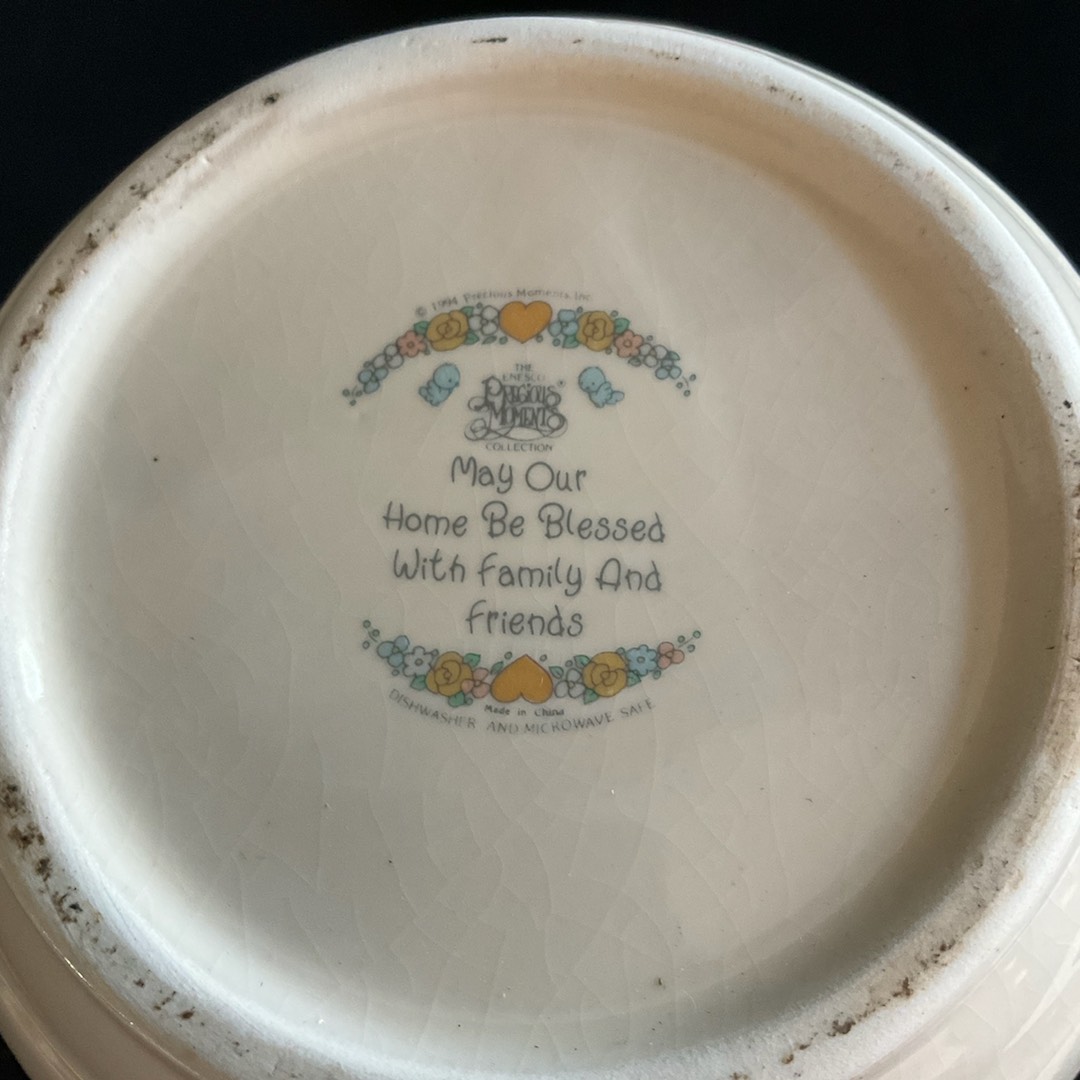 © 1994 Precious Moments, Inc.
THE
ENESCO
PRECIOUS
MOMENTS®
COLLECTION
May Our
Home Be Blessed
With Family And
Friends
Made in China
DISHWASHER AND MICROWAVE SAFE